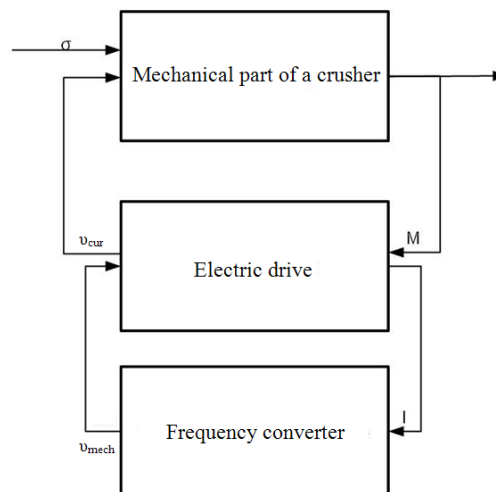 σ
Mechanical part of a crusher
υcur
M
Electric drive
I
Frequency converter
υmech